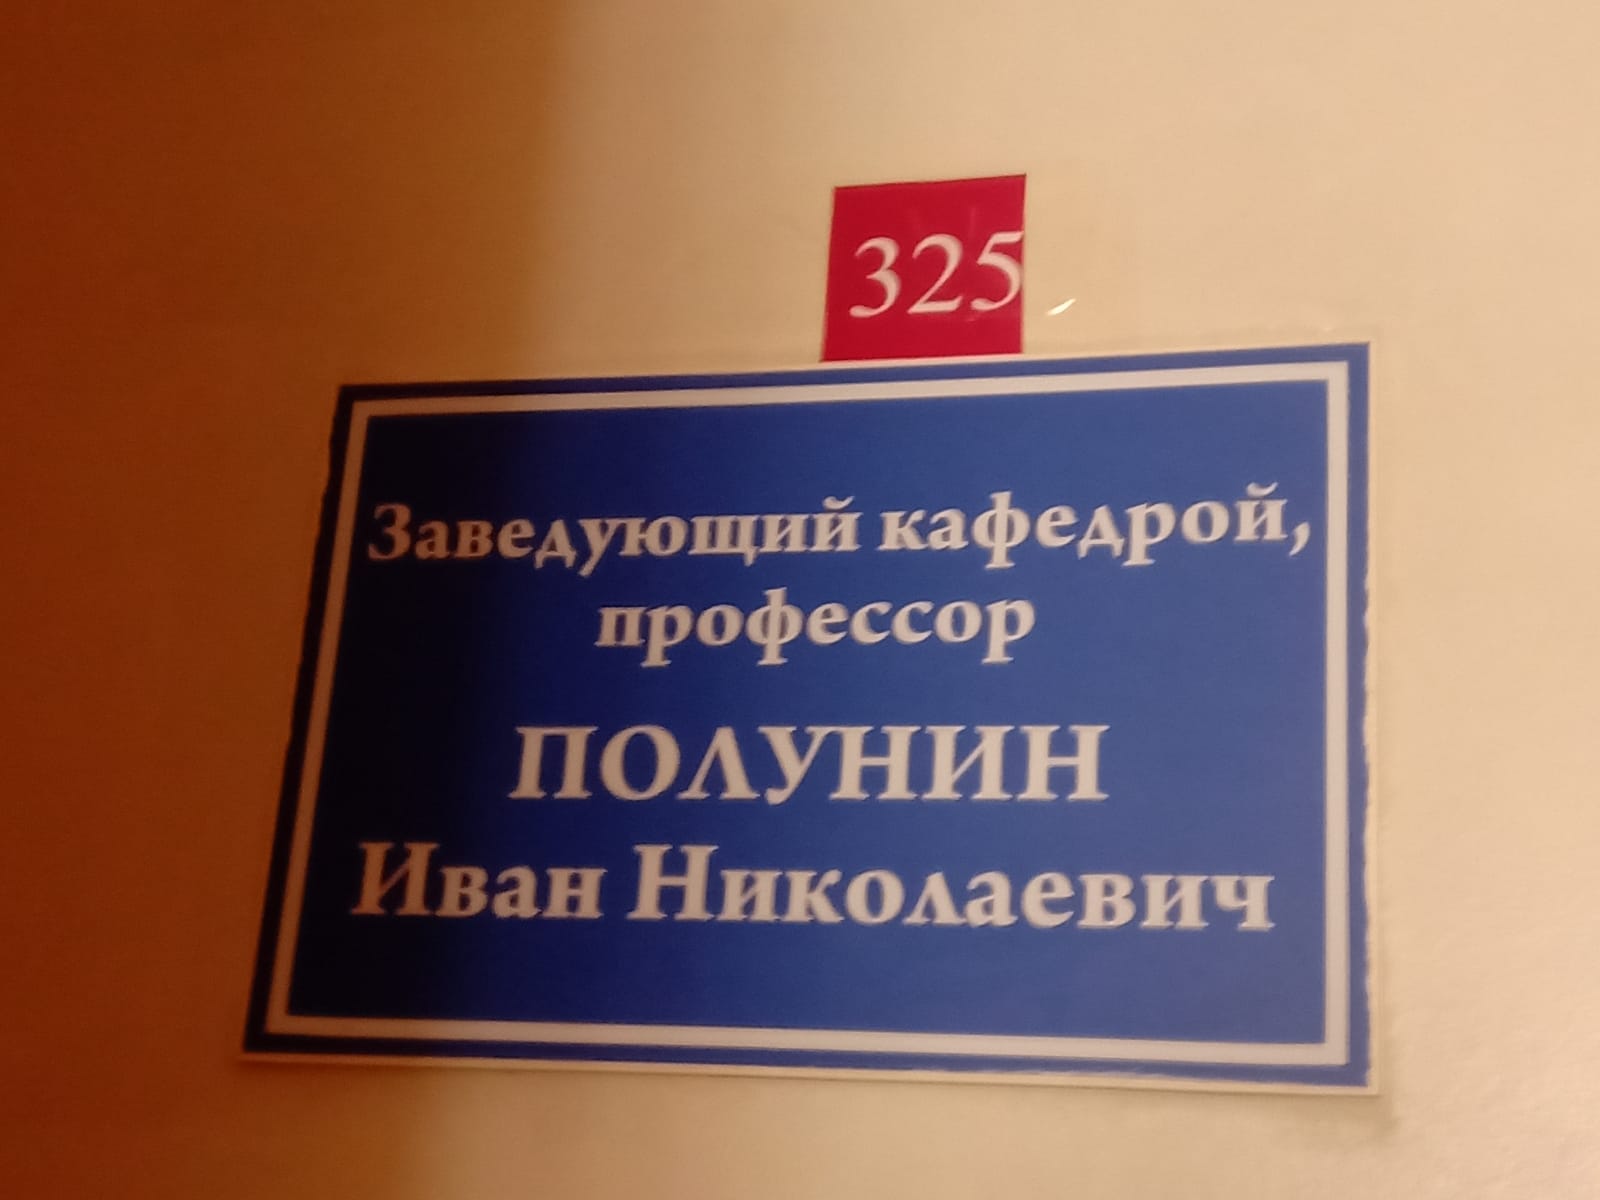 325
Заведующий кафедрой,
профессор
ПОЛУНИН
Иван Николаевич